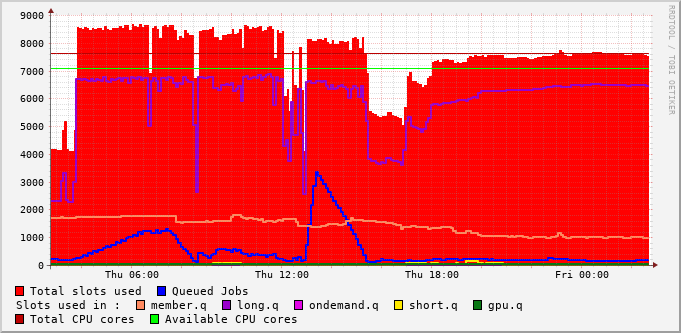 9000
8000
7000
6000
5000
4000
3000
2000
1000
0
Thu 06:00 Thu 12:00 Thu 18:00 Fri 00:00
Total slots used Queued Jobs
Slots used in : member.q long.q ondemand.q short.q gpu.q
Total CPU cores Available CPU cores
RRDTOOL / TOBI OETIKER